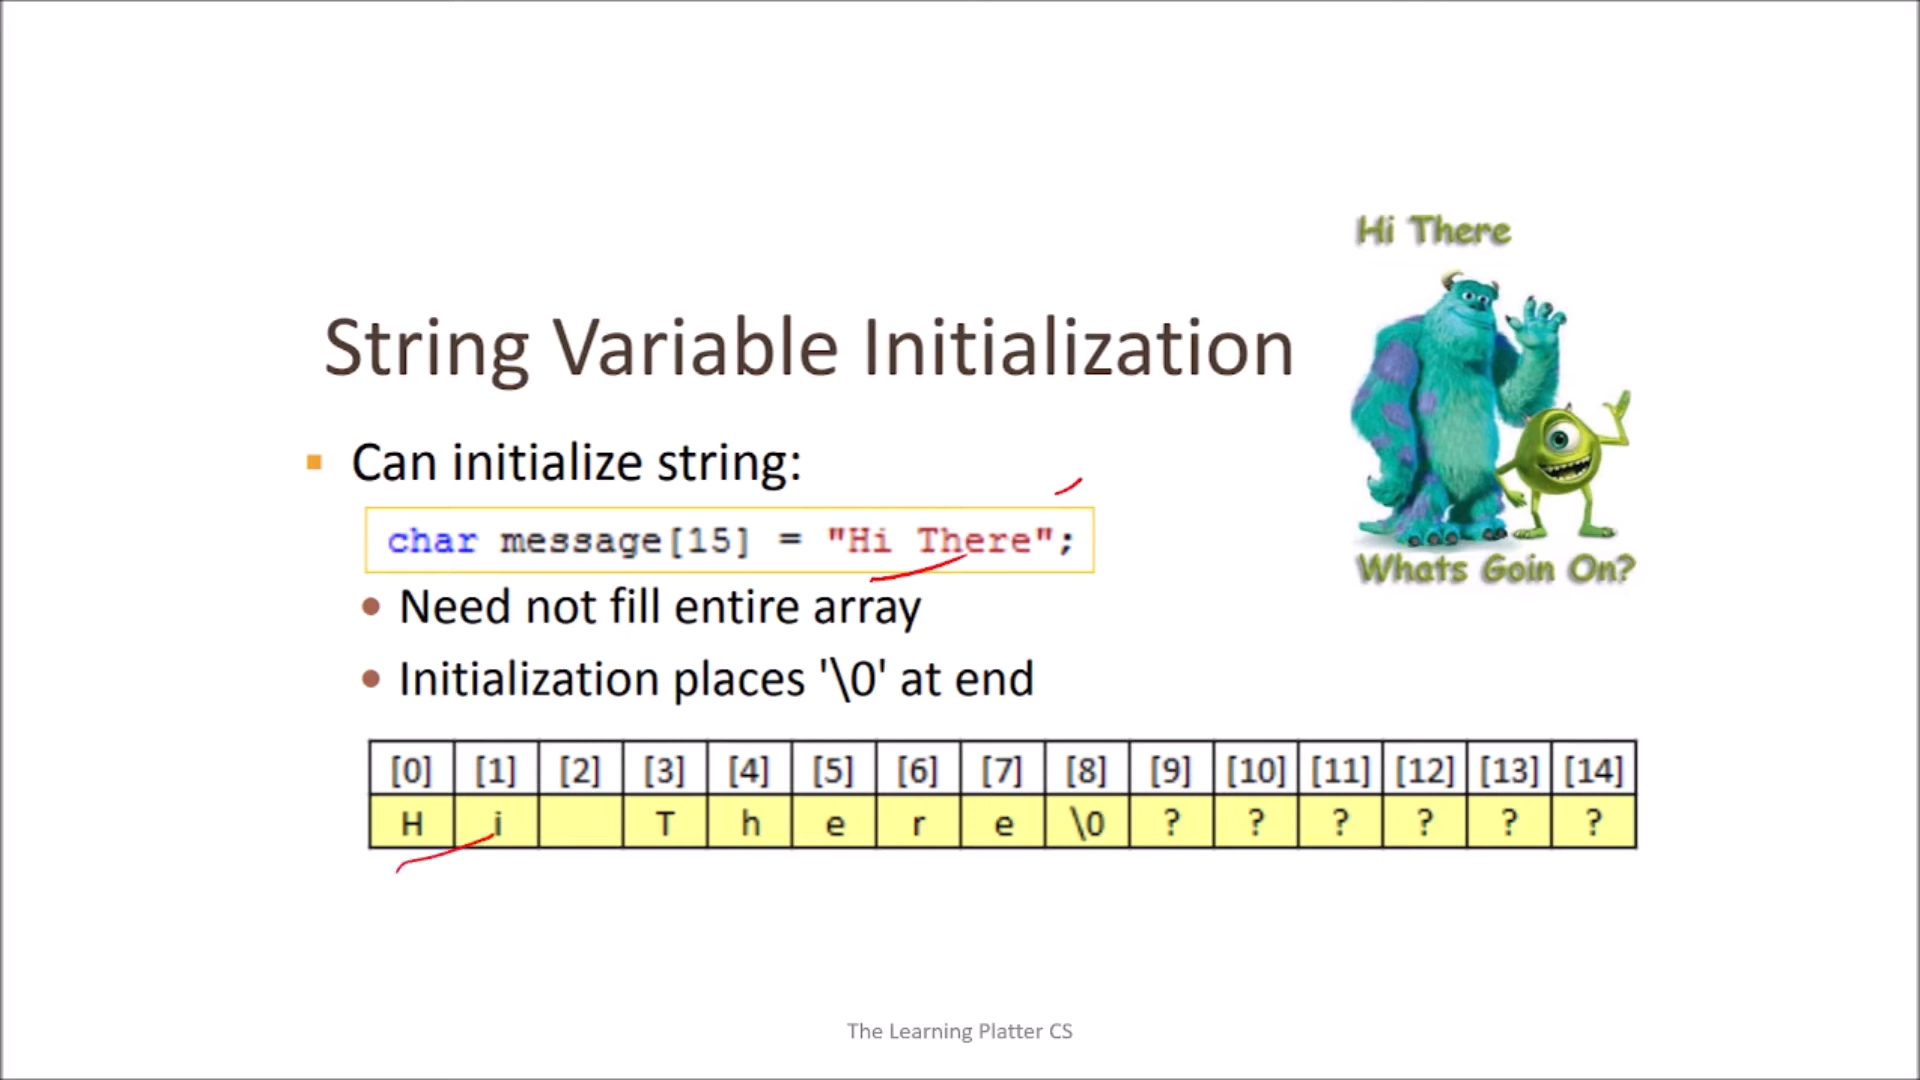 Hi There
String Variable Initialization
Can initialize string:
char message[15] = "Hi There";
Whats Goin On?
Need not fill entire array
Initialization places '\0' at end
[0] [1] [2] [3] [4] [5] [6] [7] [8] [9] [10] [11] [12] [13] [14]
H i T h e r e \0 ? ? ? ? ? ?
The Learning Platter CS